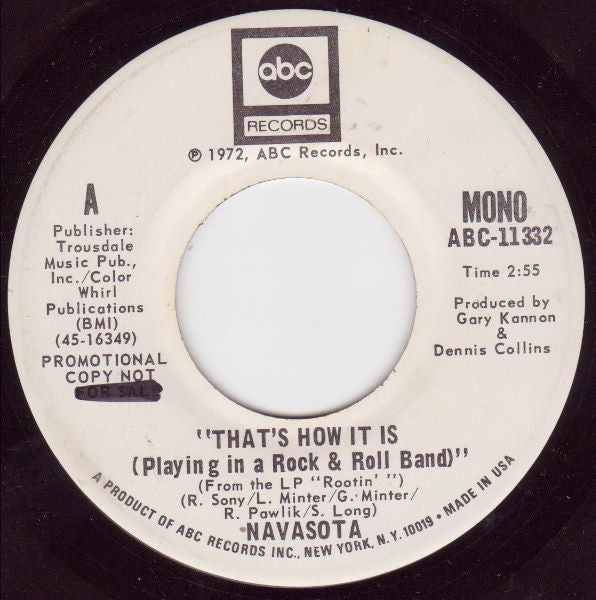 abc
RECORDS
℗ 1972, ABC Records, Inc.
A
Publisher:
Trousdale
Music Pub.,
Inc./Color
Whirl
Publications
(BMI)
(45-16349)
PROMOTIONAL
COPY NOT
FOR SALE
MONO
ABC-11332
Time 2:55
Produced by
Gary Kannon
&
Dennis Collins
"THAT'S HOW IT IS
(Playing in a Rock & Roll Band)"
(From the LP "Rootin' ")
(R. Sony/L. Minter/G. Minter/
R. Pawlik/S. Long)
NAVASOTA
A PRODUCT OF ABC RECORDS INC., NEW YORK, N.Y. 10019 • MADE IN USA